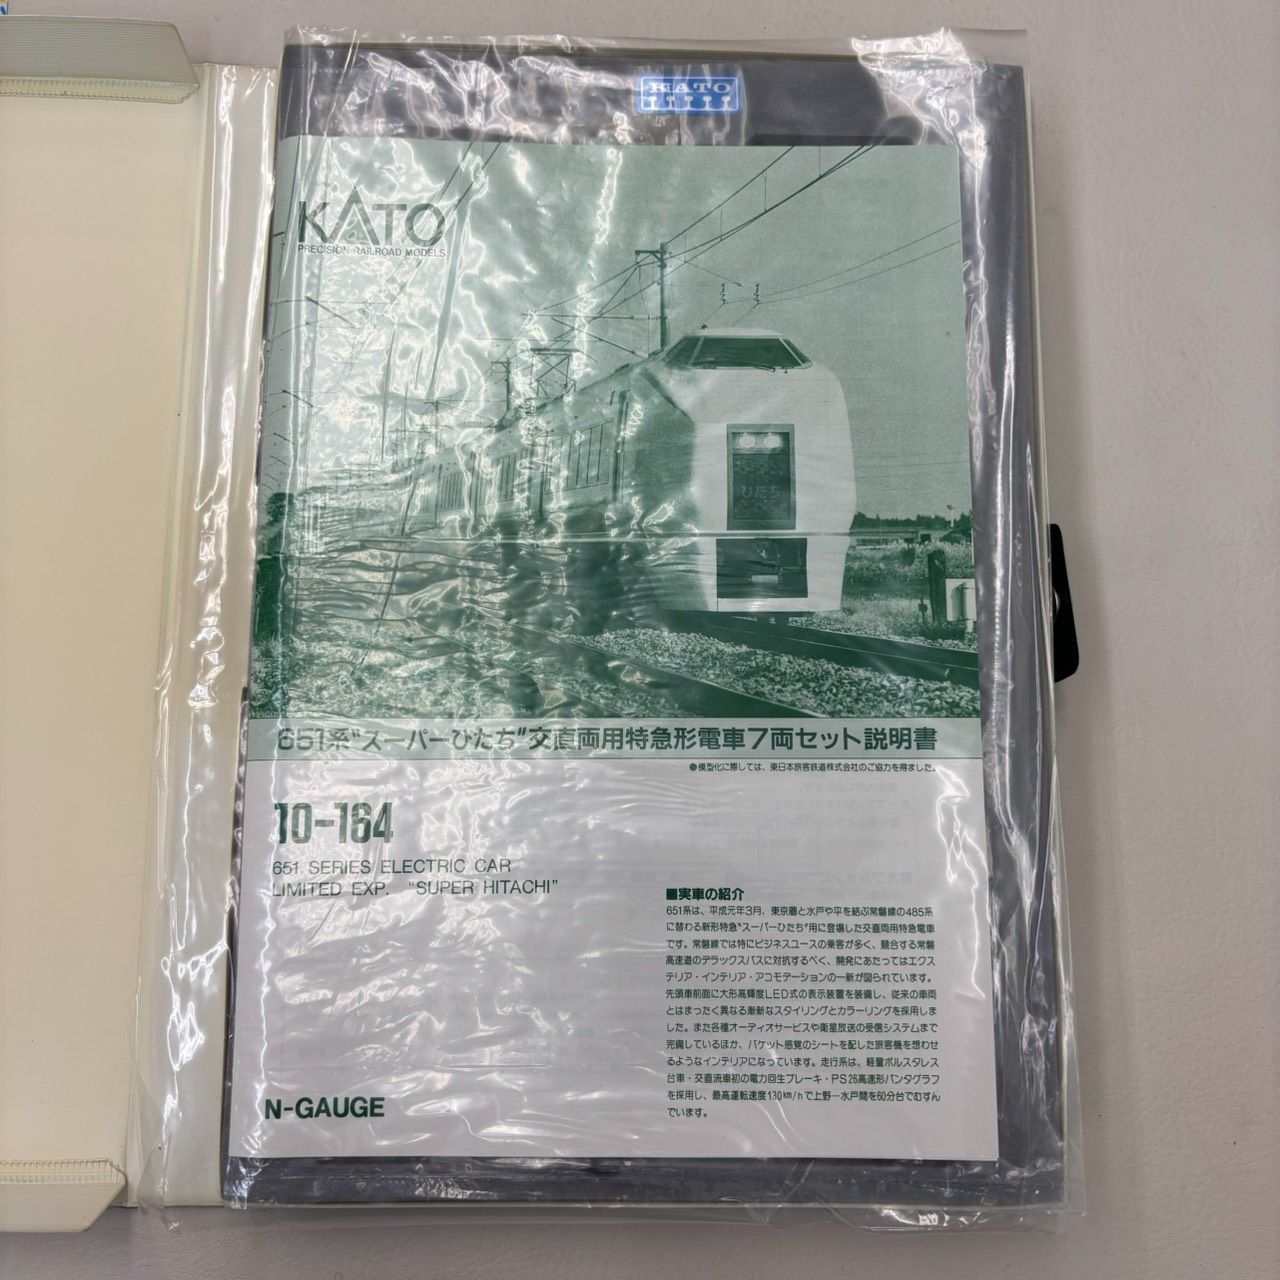 KATO
KATO
PRECISION RAILROAD MODELS
ひたち
651系"スーパーひたち"交直両用特急形電車7両セット説明書
●模型化に際しては、東日本旅客鉄道株式会社のご協力を得ました。
10-164
651 SERIES ELECTRIC CAR
LIMITED EXP. "SUPER HITACHI"
■実車の紹介
651系は、平成元年3月、東京圏と水戸や平を結ぶ常磐線の485系
に替わる新形特急"スーパーひたち"用に登場した交直両用特急電車
です。常磐線では特にビジネスユースの乗客が多く、競合する常磐
高速道のデラックスバスに対抗するべく、開発にあたってはエクス
テリア・インテリア・アコモデーションの一新が図られています。
先頭車前面に大形高輝度LED式の表示装置を装備し、従来の車両
とはまったく異なる斬新なスタイリングとカラーリングを採用しま
した。また各種オーディオサービスや衛星放送の受信システムまで
完備しているほか、バケット感覚のシートを配した旅客機を想わせ
るようなインテリアになっています。走行系は、軽量ボルスタレス
台車・交直流車初の電力回生ブレーキ・PS26高速形パンタグラフ
を採用し、最高運転速度130km/hで上野−水戸間を60分台でむすん
でいます。
N-GAUGE